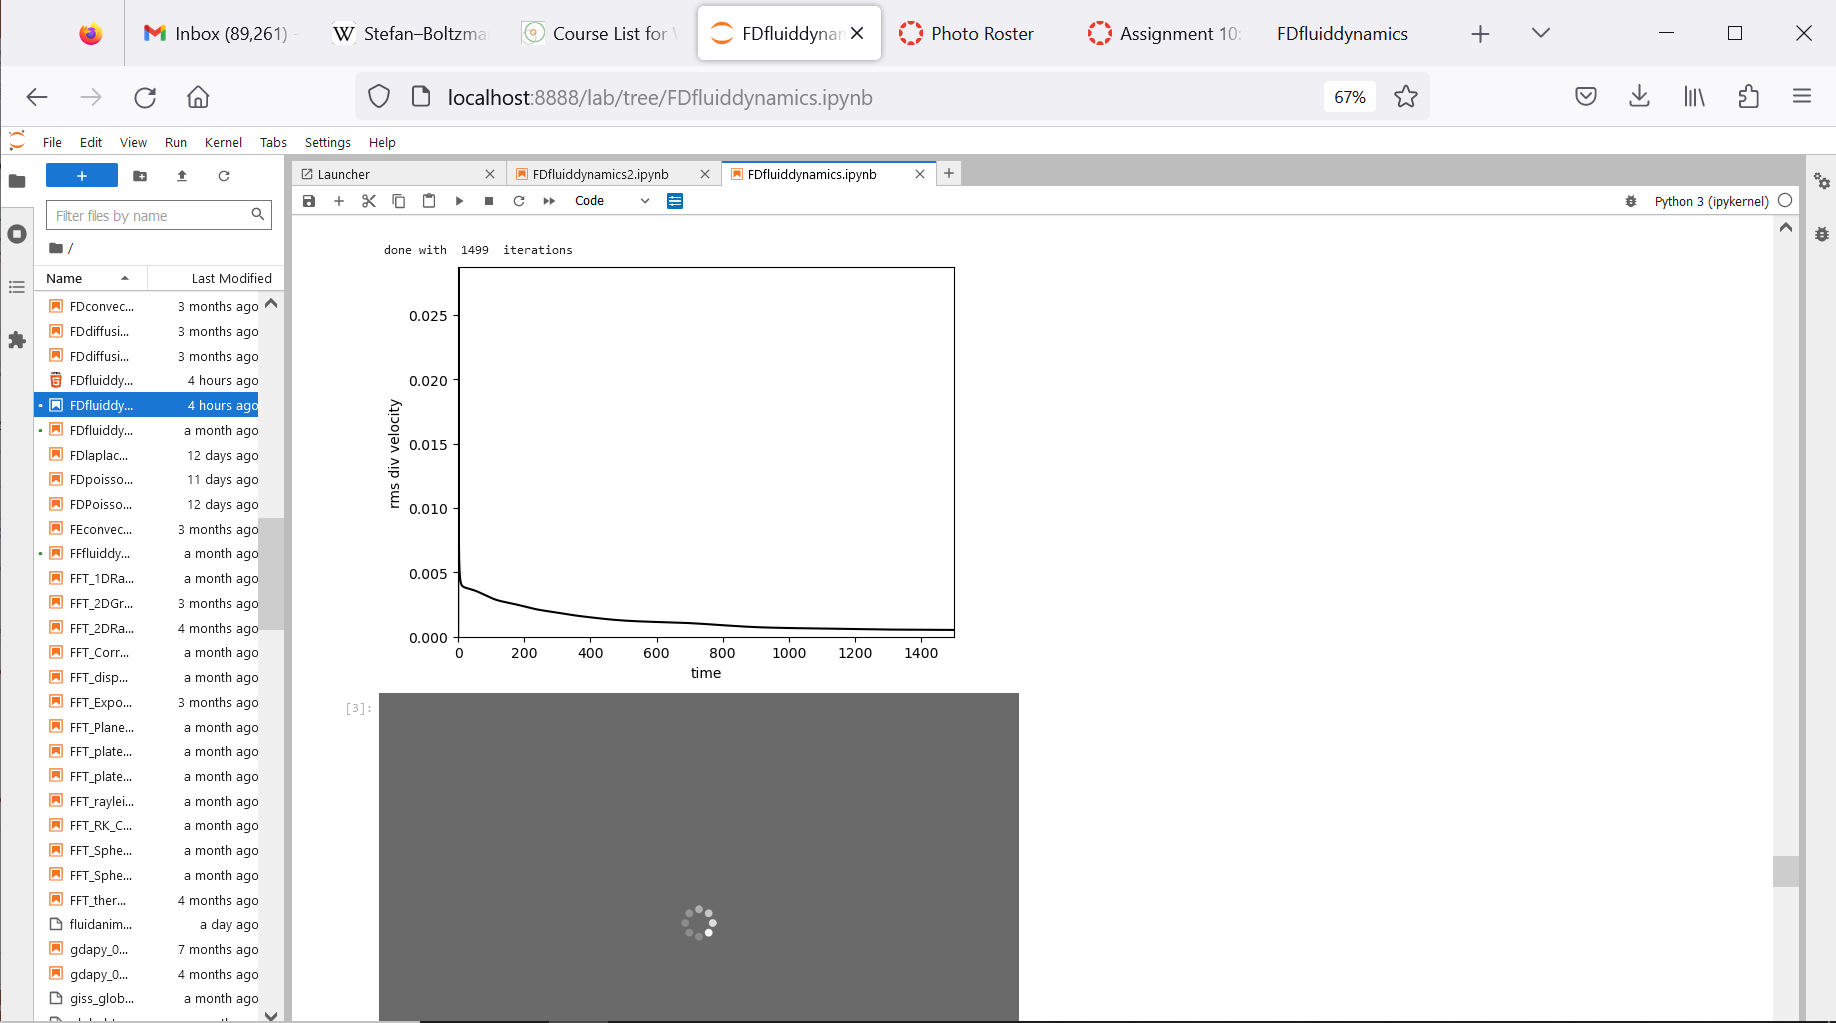 Inbox (89,261) -
Stefan–Boltzma
Course List for
FDfluiddynan
Photo Roster
Assignment 10:
FDfluiddynamics
localhost:8888/lab/tree/FDfluiddynamics.ipynb
67%
File Edit View Run Kernel Tabs Settings Help
Launcher
FDfluiddynamics2.ipynb
FDfluiddynamics.ipynb
Code
Python 3 (ipykernel)
Filter files by name
/
Name Last Modified
FDconvec... 3 months ago
FDdiffusi... 3 months ago
FDdiffusi... 3 months ago
FDfluiddy... 4 hours ago
FDfluiddy... 4 hours ago
FDfluiddy... a month ago
FDlaplac... 12 days ago
FDpoisso... 11 days ago
FDPoisso... 12 days ago
FEconvec... 3 months ago
FFfluiddy... a month ago
FFT_1DRa... a month ago
FFT_2DGr... 3 months ago
FFT_2DRa... 4 months ago
FFT_Corr... a month ago
FFT_disp... a month ago
FFT_Expo... 3 months ago
FFT_Plane... a month ago
FFT_plate... a month ago
FFT_plate... a month ago
FFT_raylei... a month ago
FFT_RK_C... a month ago
FFT_Sphe... a month ago
FFT_Sphe... a month ago
FFT_ther... 4 months ago
fluidanim... a day ago
gdapy_0... 7 months ago
gdapy_0... 4 months ago
giss_glob... a month ago
done with 1499 iterations
0.025
0.020
0.015
0.010
0.005
0.000
rms div velocity
0 200 400 600 800 1000 1200 1400
time
[3]: